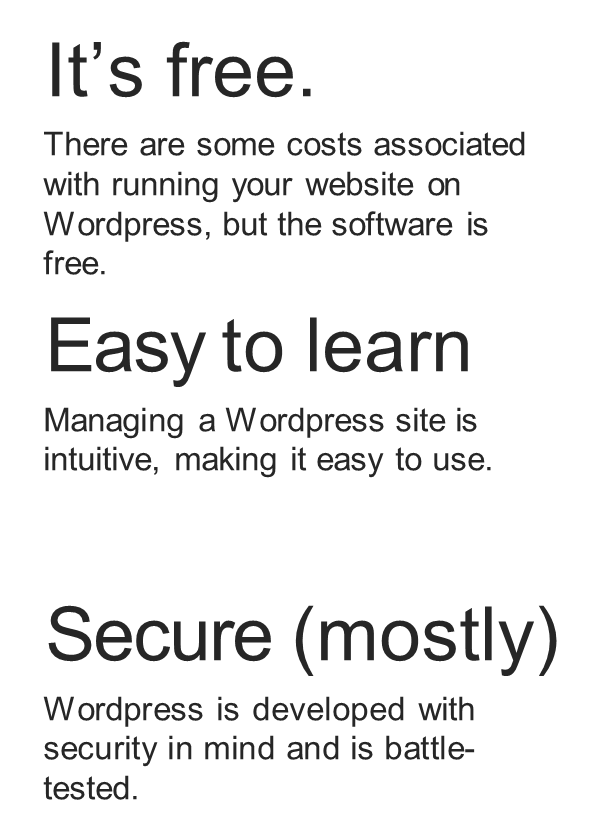 It’s free.
There are some costs associated
with running your website on
Wordpress, but the software is
free.
Easy to learn
Managing a Wordpress site is
intuitive, making it easy to use.
Secure (mostly)
Wordpress is developed with
security in mind and is battle-
tested.